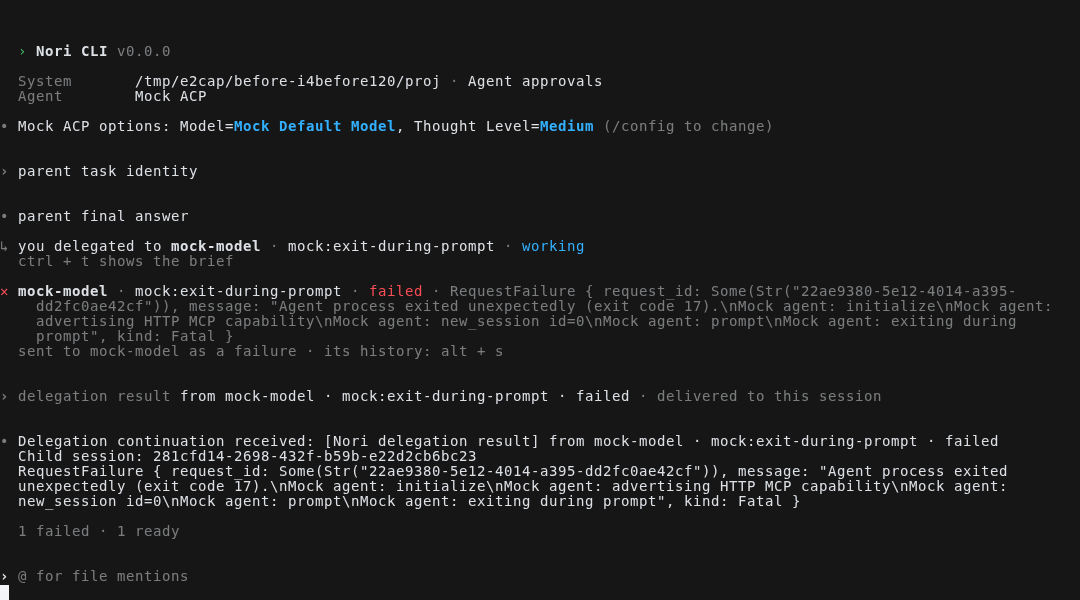 › Nori CLI v0.0.0
System /tmp/e2cap/before-i4before120/proj · Agent approvals
Agent Mock ACP
• Mock ACP options: Model=Mock Default Model, Thought Level=Medium (/config to change)
› parent task identity
• parent final answer
↳ you delegated to mock-model · mock:exit-during-prompt · working
ctrl + t shows the brief
✗ mock-model · mock:exit-during-prompt · failed · RequestFailure { request_id: Some(Str("22ae9380-5e12-4014-a395-
dd2fc0ae42cf")), message: "Agent process exited unexpectedly (exit code 17).\nMock agent: initialize\nMock agent:
advertising HTTP MCP capability\nMock agent: new_session id=0\nMock agent: prompt\nMock agent: exiting during
prompt", kind: Fatal }
sent to mock-model as a failure · its history: alt + s
› delegation result from mock-model · mock:exit-during-prompt · failed · delivered to this session
• Delegation continuation received: [Nori delegation result] from mock-model · mock:exit-during-prompt · failed
Child session: 281cfd14-2698-432f-b59b-e22d2cb6bc23
RequestFailure { request_id: Some(Str("22ae9380-5e12-4014-a395-dd2fc0ae42cf")), message: "Agent process exited
unexpectedly (exit code 17).\nMock agent: initialize\nMock agent: advertising HTTP MCP capability\nMock agent:
new_session id=0\nMock agent: prompt\nMock agent: exiting during prompt", kind: Fatal }
1 failed · 1 ready
› @ for file mentions